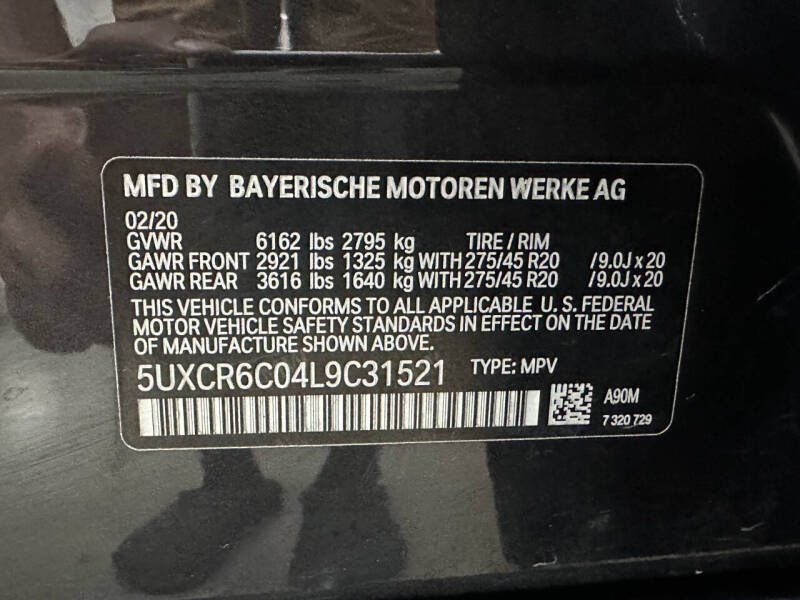 MFD BY BAYERISCHE MOTOREN WERKE AG
02/20
GVWR 6162 lbs 2795 kg TIRE / RIM
GAWR FRONT 2921 lbs 1325 kg WITH 275/45 R20 /9.0J x 20
GAWR REAR 3616 lbs 1640 kg WITH 275/45 R20 /9.0J x 20
THIS VEHICLE CONFORMS TO ALL APPLICABLE U. S. FEDERAL
MOTOR VEHICLE SAFETY STANDARDS IN EFFECT ON THE DATE
OF MANUFACTURE SHOWN ABOVE.
5UXCR6C04L9C31521 TYPE: MPV
A90M
7 320 729